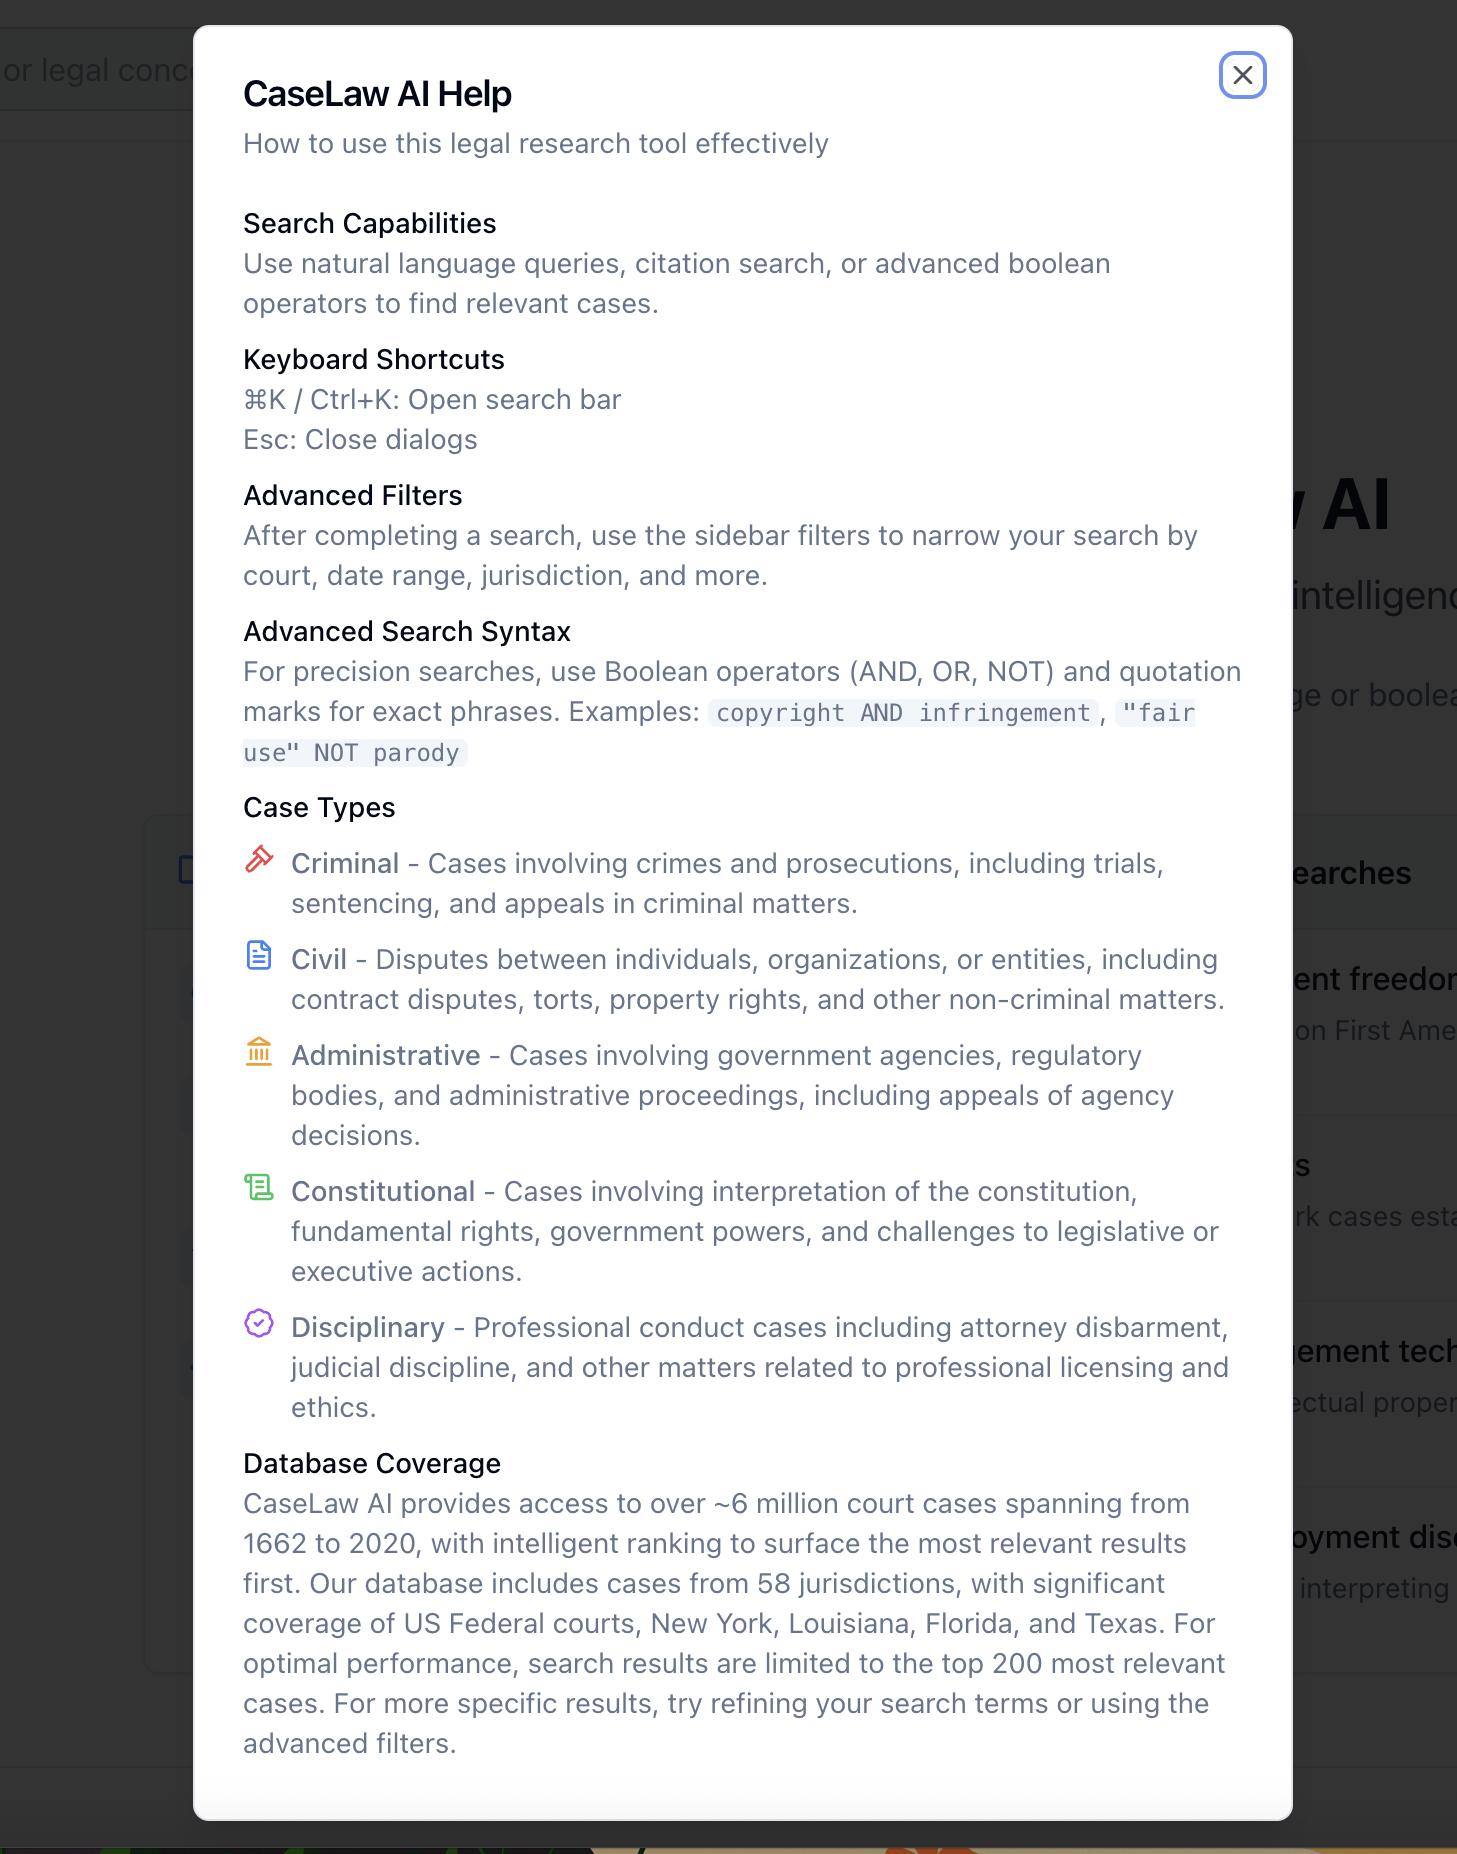 or legal conc
CaseLaw AI Help
How to use this legal research tool effectively
Search Capabilities
Use natural language queries, citation search, or advanced boolean
operators to find relevant cases.
Keyboard Shortcuts
⌘K / Ctrl+K: Open search bar
Esc: Close dialogs
Advanced Filters
After completing a search, use the sidebar filters to narrow your search by
court, date range, jurisdiction, and more.
Advanced Search Syntax
For precision searches, use Boolean operators (AND, OR, NOT) and quotation
marks for exact phrases. Examples: copyright AND infringement, "fair
use" NOT parody
Case Types
Criminal - Cases involving crimes and prosecutions, including trials,
sentencing, and appeals in criminal matters.
Civil - Disputes between individuals, organizations, or entities, including
contract disputes, torts, property rights, and other non-criminal matters.
Administrative - Cases involving government agencies, regulatory
bodies, and administrative proceedings, including appeals of agency
decisions.
Constitutional - Cases involving interpretation of the constitution,
fundamental rights, government powers, and challenges to legislative or
executive actions.
Disciplinary - Professional conduct cases including attorney disbarment,
judicial discipline, and other matters related to professional licensing and
ethics.
Database Coverage
CaseLaw AI provides access to over ~6 million court cases spanning from
1662 to 2020, with intelligent ranking to surface the most relevant results
first. Our database includes cases from 58 jurisdictions, with significant
coverage of US Federal courts, New York, Louisiana, Florida, and Texas. For
optimal performance, search results are limited to the top 200 most relevant
cases. For more specific results, try refining your search terms or using the
advanced filters.
AI
intelligenc
ge or boolea
earches
ent freedor
on First Ame
s
rk cases esta
gement tech
ectual proper
oyment disc
interpreting